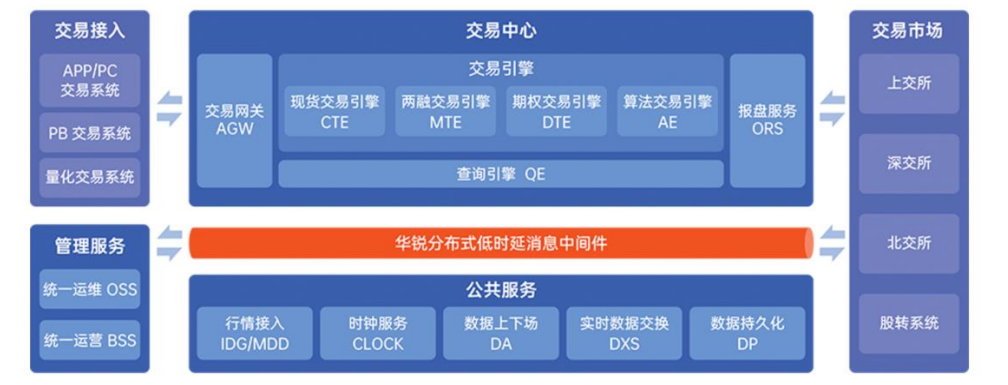 交易接入
APP/PC
交易系统
PB 交易系统
量化交易系统
管理服务
统一运维 OSS
统一运营 BSS
交易中心
交易网关
AGW
交易引擎
现货交易引擎
CTE
两融交易引擎
MTE
期权交易引擎
DTE
算法交易引擎
AE
查询引擎 QE
报盘服务
ORS
华锐分布式低时延消息中间件
公共服务
行情接入
IDG/MDD
时钟服务
CLOCK
数据上下场
DA
实时数据交换
DXS
数据持久化
DP
交易市场
上交所
深交所
北交所
股转系统